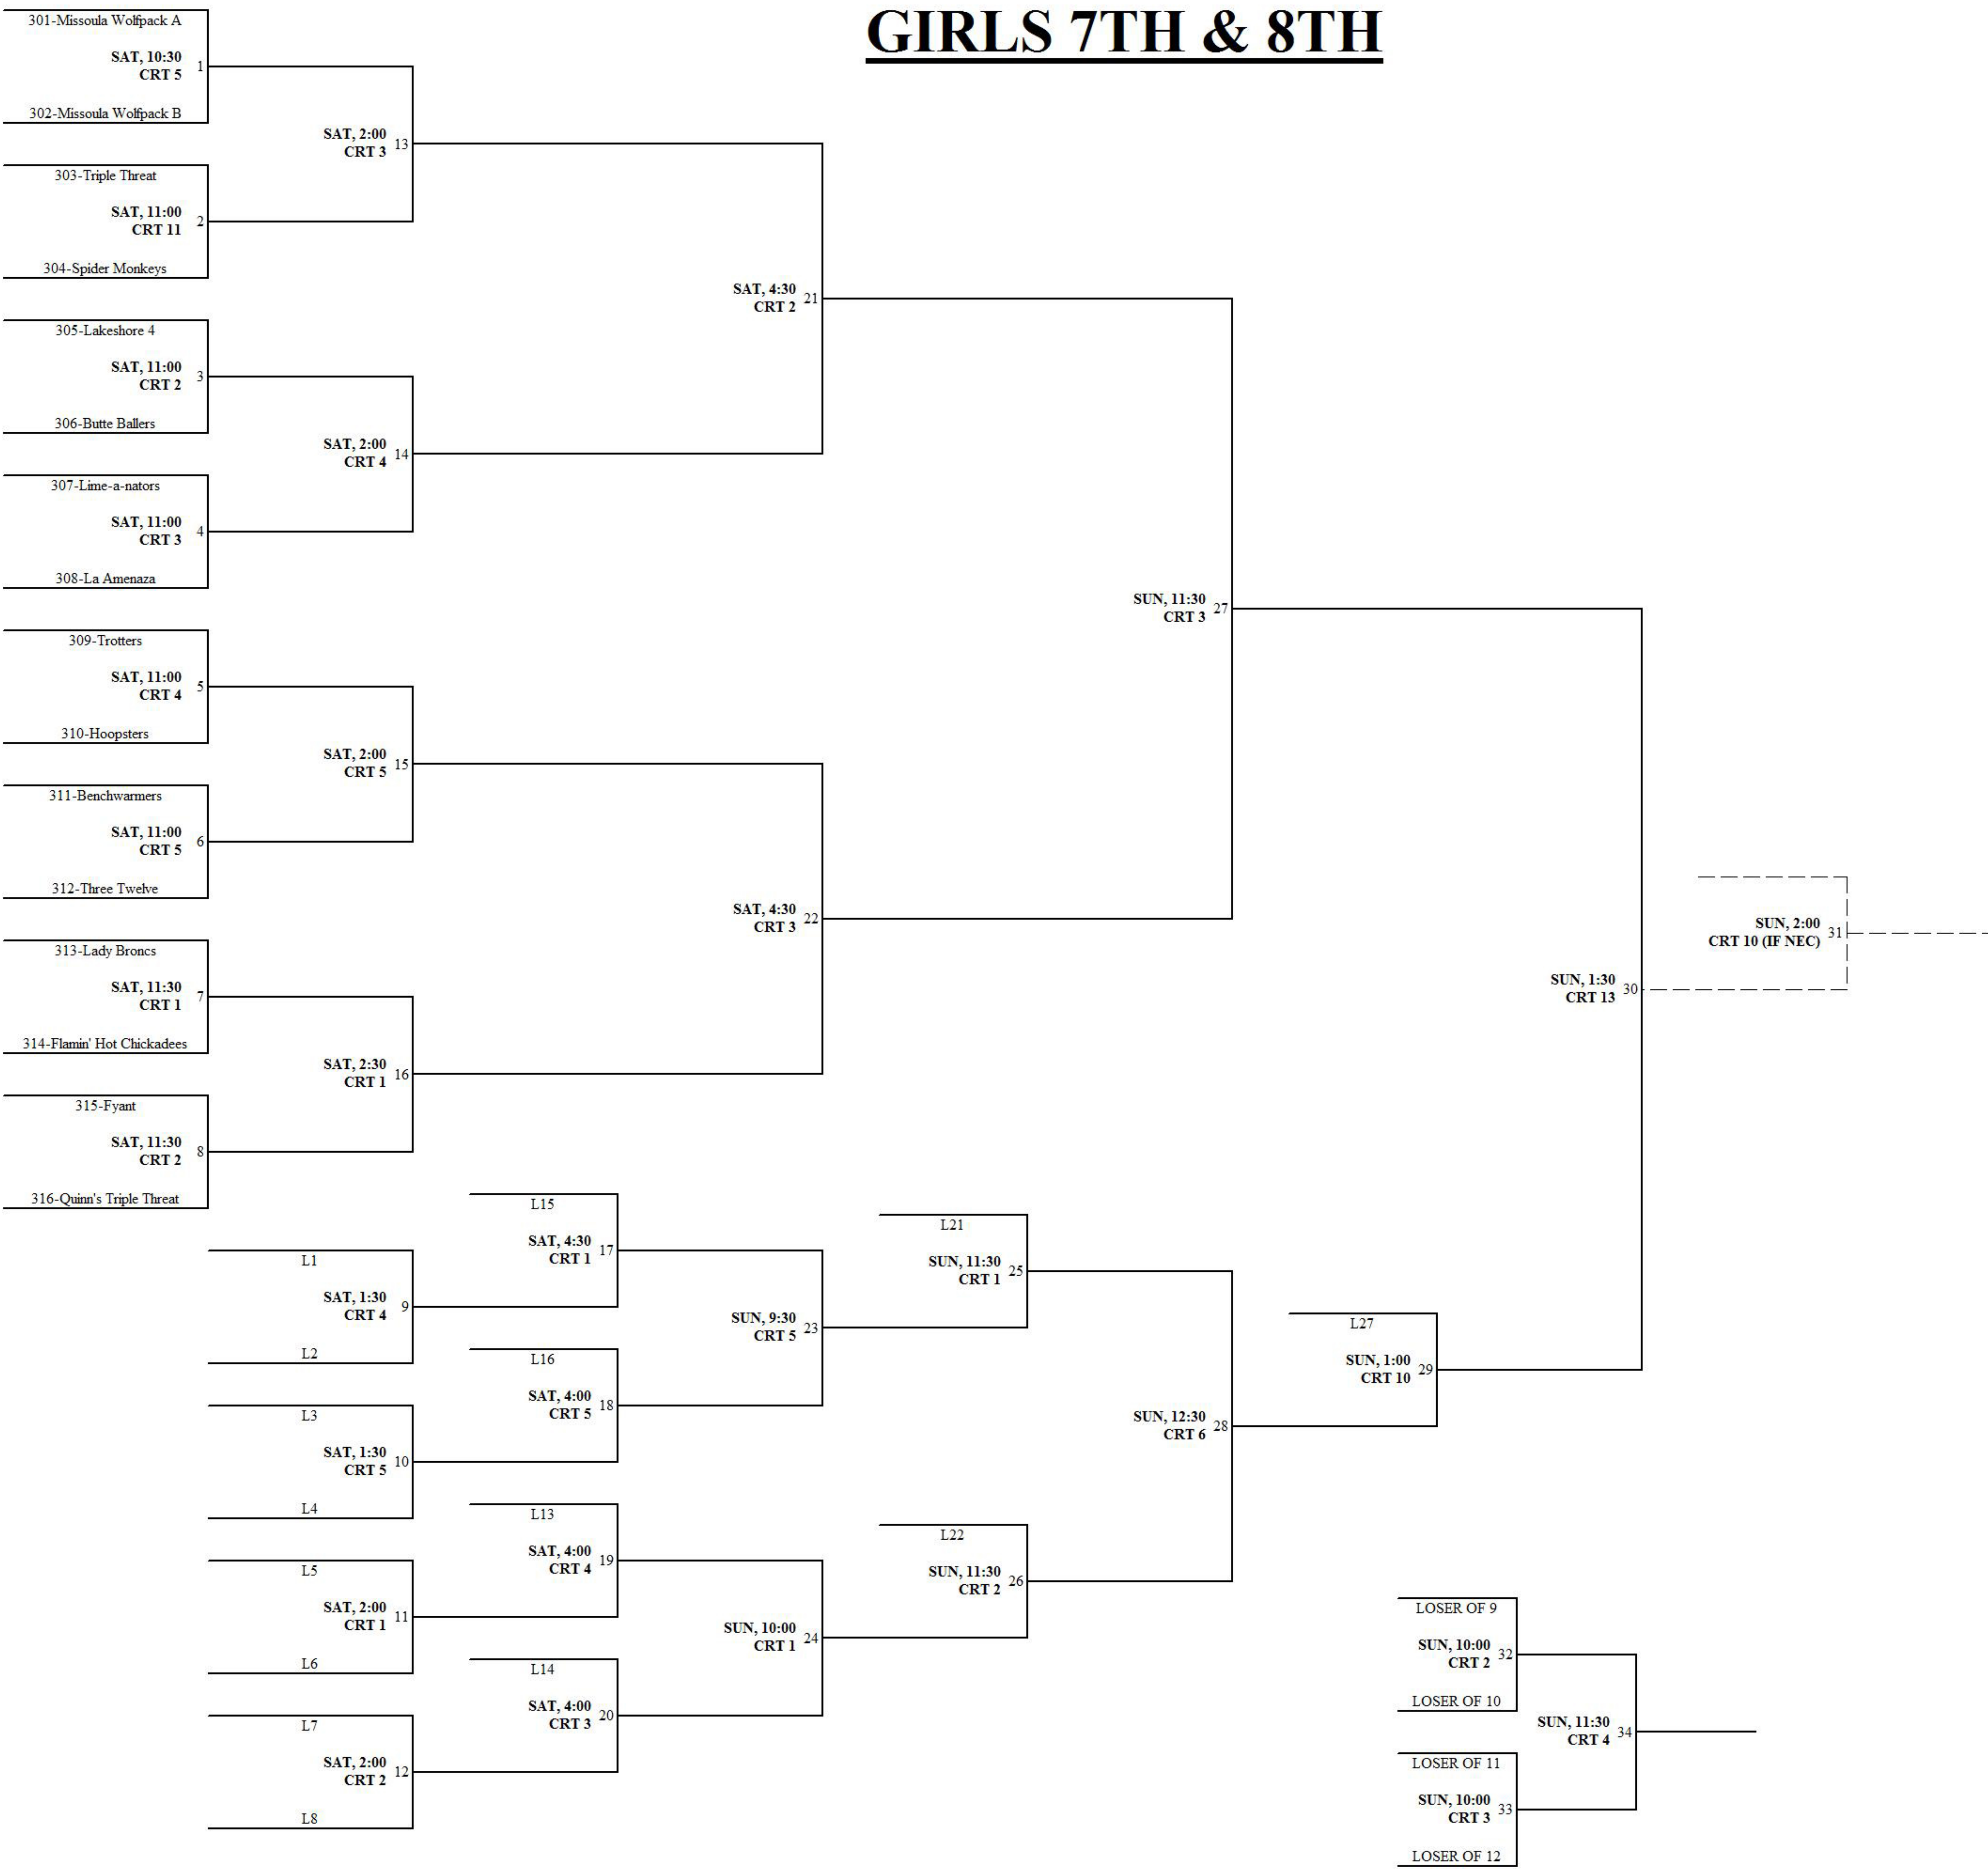 GIRLS 7TH & 8TH
301-Missoula Wolfpack A
SAT, 10:30
CRT 5
1
302-Missoula Wolfpack B
303-Triple Threat
SAT, 11:00
CRT 11
2
304-Spider Monkeys
305-Lakeshore 4
SAT, 11:00
CRT 2
3
306-Butte Ballers
307-Lime-a-nators
SAT, 11:00
CRT 3
4
308-La Amenaza
309-Trotters
SAT, 11:00
CRT 4
5
310-Hoopsters
311-Benchwarmers
SAT, 11:00
CRT 5
6
312-Three Twelve
313-Lady Broncs
SAT, 11:30
CRT 1
7
314-Flamin' Hot Chickadees
315-Fyant
SAT, 11:30
CRT 2
8
316-Quinn's Triple Threat
SAT, 2:00
CRT 3
13
SAT, 2:00
CRT 4
14
SAT, 2:00
CRT 5
15
SAT, 2:30
CRT 1
16
SAT, 4:30
CRT 2
21
SAT, 4:30
CRT 3
22
SUN, 11:30
CRT 3
27
SUN, 1:30
CRT 13
30
SUN, 2:00
CRT 10 (IF NEC)
31
L1
SAT, 1:30
CRT 4
9
L2
L3
SAT, 1:30
CRT 5
10
L4
L5
SAT, 2:00
CRT 1
11
L6
L7
SAT, 2:00
CRT 2
12
L8
L15
SAT, 4:30
CRT 1
17
L16
SAT, 4:00
CRT 5
18
L13
SAT, 4:00
CRT 4
19
L14
SAT, 4:00
CRT 3
20
SUN, 9:30
CRT 5
23
SUN, 10:00
CRT 1
24
L21
SUN, 11:30
CRT 1
25
L22
SUN, 11:30
CRT 2
26
SUN, 12:30
CRT 6
28
L27
SUN, 1:00
CRT 10
29
LOSER OF 9
SUN, 10:00
CRT 2
32
LOSER OF 10
LOSER OF 11
SUN, 10:00
CRT 3
33
LOSER OF 12
SUN, 11:30
CRT 4
34